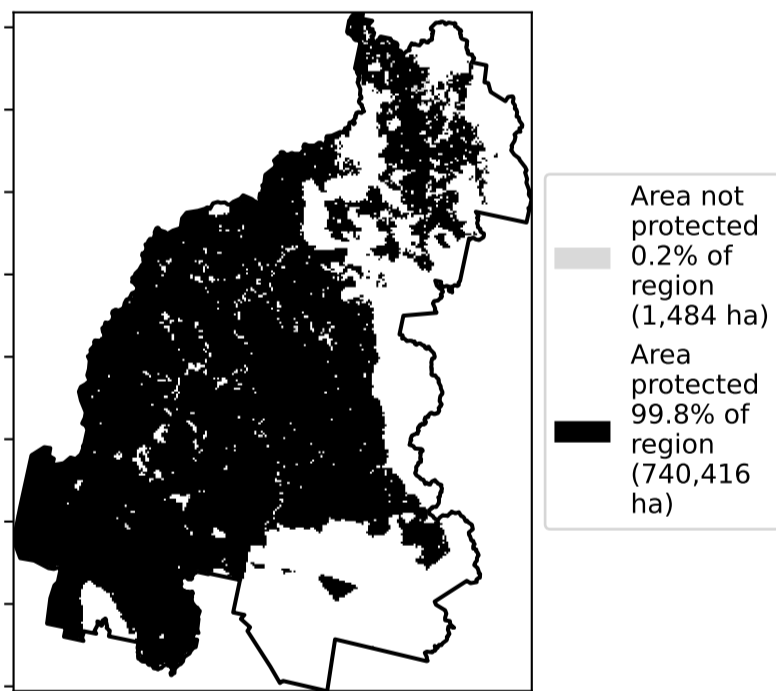 Area not
protected
0.2% of
region
(1,484 ha)
Area
protected
99.8% of
region
(740,416
ha)